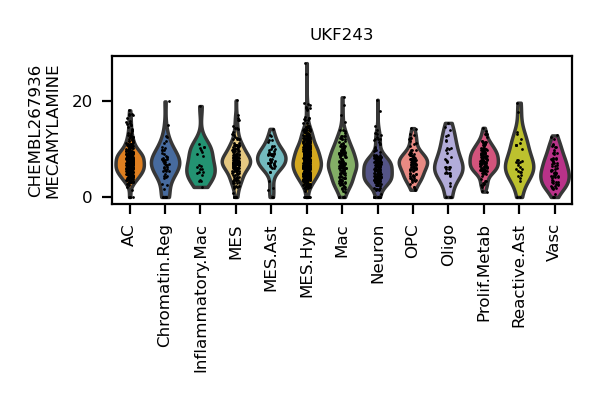 UKF243
CHEMBL267936
MECAMYLAMINE
20
0
AC
Chromatin.Reg
Inflammatory.Mac
MES
MES.Ast
MES.Hyp
Mac
Neuron
OPC
Oligo
Prolif.Metab
Reactive.Ast
Vasc